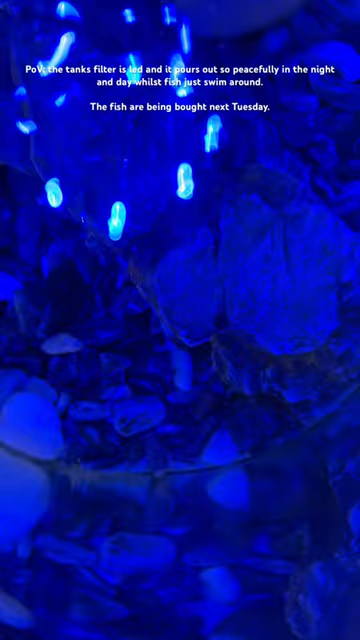 PoV: the tanks filter is led and it pours out so peacefully in the night
and day whilst fish just swim around.
The fish are being bought next Tuesday.